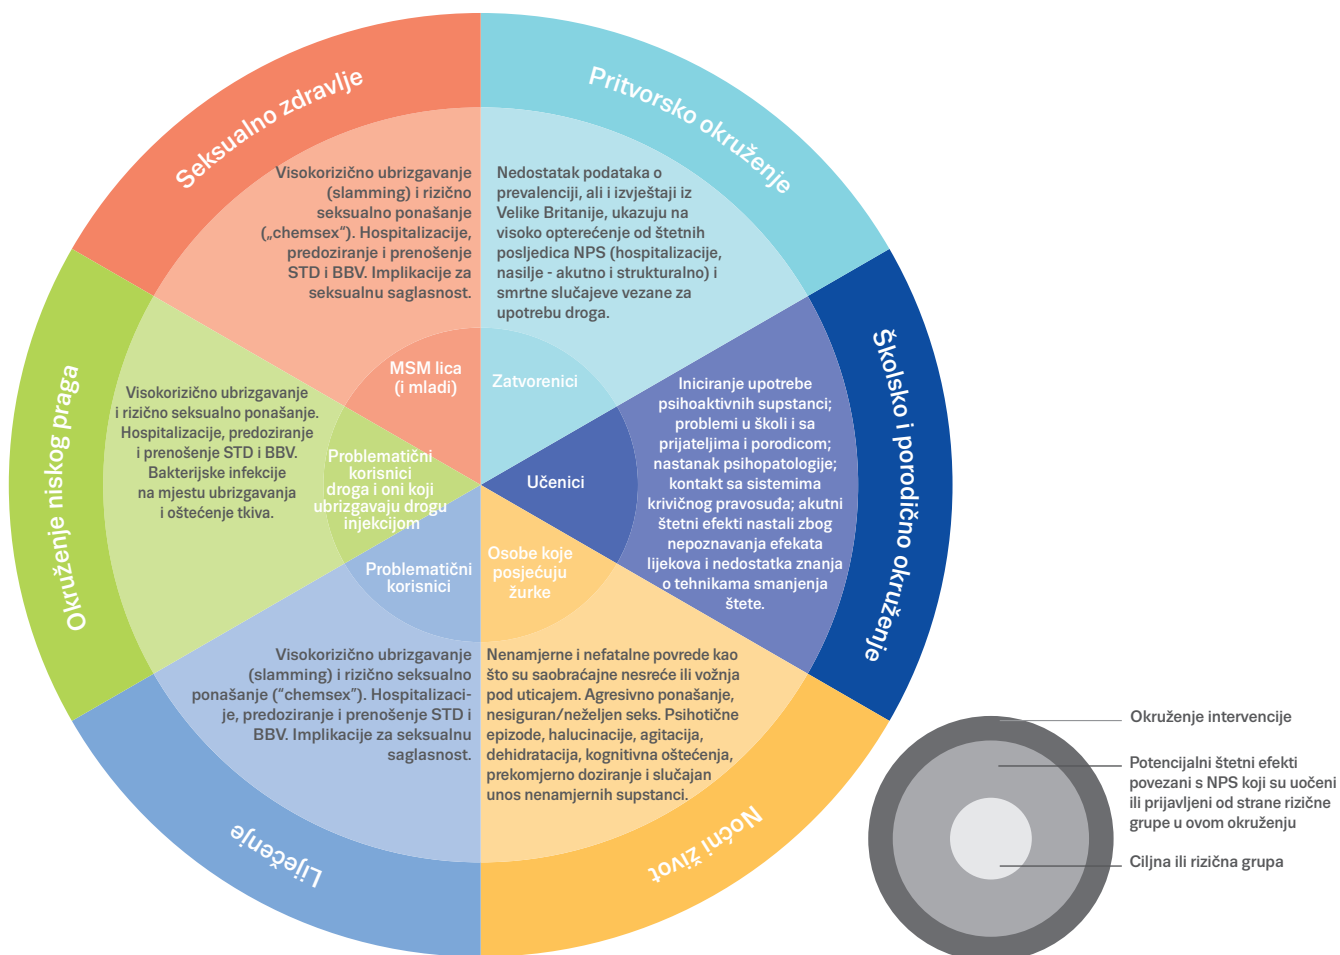 Seksualno zdravlje
Visokorizično ubrizgavanje
(slamming) i rizično
seksualno ponašanje
(„chemsex“). Hospitalizacije,
predoziranje i prenošenje
STD i BBV. Implikacije za
seksualnu saglasnost.
MSM lica
(i mladi)
Pritvorsko okruženje
Nedostatak podataka o
prevalenciji, ali i izvještaji iz
Velike Britanije, ukazuju na
visoko opterećenje od štetnih
posljedica NPS (hospitalizacije,
nasilje - akutno i strukturalno) i
smrtne slučajeve vezane za
upotrebu droga.
Zatvorenici
Školsko i porodično okruženje
Iniciranje upotrebe
psihoaktivnih supstanci;
problemi u školi i sa
prijateljima i porodicom;
nastanak psihopatologije;
kontakt sa sistemima
krivičnog pravosuđa; akutni
štetni efekti nastali zbog
nepoznavanja efekata
lijekova i nedostatka znanja
o tehnikama smanjenja
štete.
Učenici
Noćni život
Osobe koje
posjećuju
žurke
Nenamjerne i nefatalne povrede kao
što su saobraćajne nesreće ili vožnja
pod uticajem. Agresivno ponašanje,
nesiguran/neželjen seks. Psihotične
epizode, halucinacije, agitacija,
dehidratacija, kognitivna oštećenja,
prekomjerno doziranje i slučajan
unos nenamjernih supstanci.
Liječenje
Problematični
korisnici
Visokorizično ubrizgavanje
(slamming) i rizično seksualno
ponašanje (“chemsex”). Hospitalizaci-
je, predoziranje i prenošenje STD i
BBV. Implikacije za seksualnu
saglasnost.
Okruženje niskog praga
Visokorizično ubrizgavanje
i rizično seksualno ponašanje.
Hospitalizacije, predoziranje
i prenošenje STD i BBV.
Bakterijske infekcije
na mjestu ubrizgavanja
i oštećenje tkiva.
Problematični
korisnici
droga i oni koji
ubrizgavaju drogu
injekcijom
Okruženje intervencije
Potencijalni štetni efekti
povezani s NPS koji su uočeni
ili prijavljeni od strane rizične
grupe u ovom okruženju
Ciljna ili rizična grupa